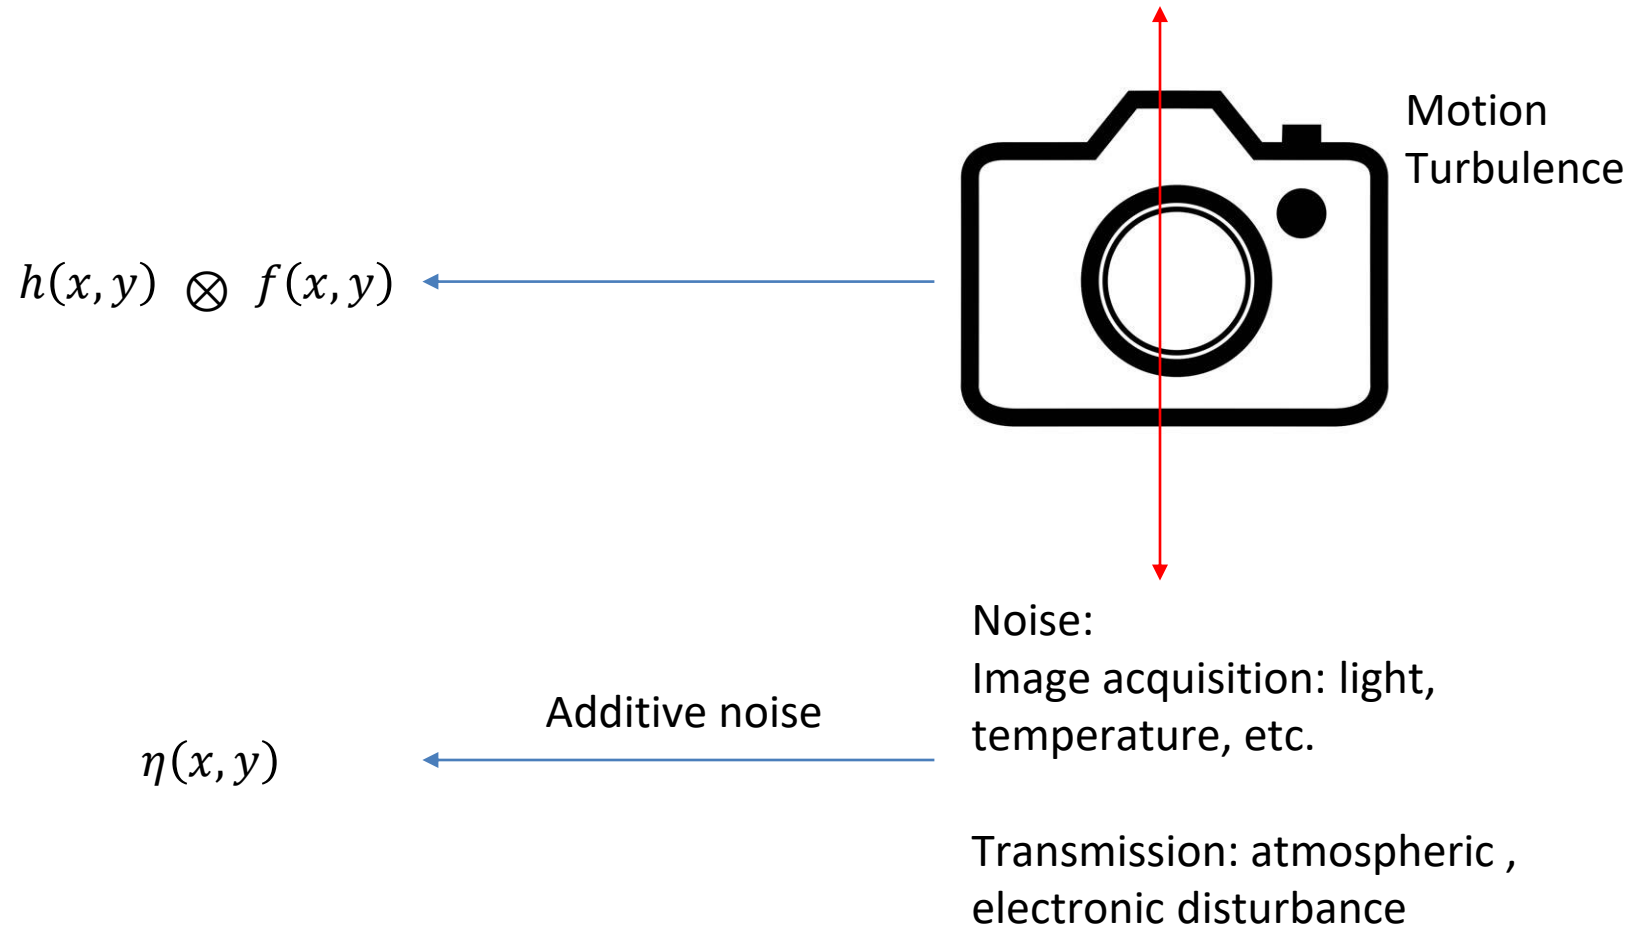 Motion
Turbulence
h(x, y) ⊗ f(x, y)
Noise:
Image acquisition: light,
temperature, etc.
Additive noise
η(x, y)
Transmission: atmospheric ,
electronic disturbance